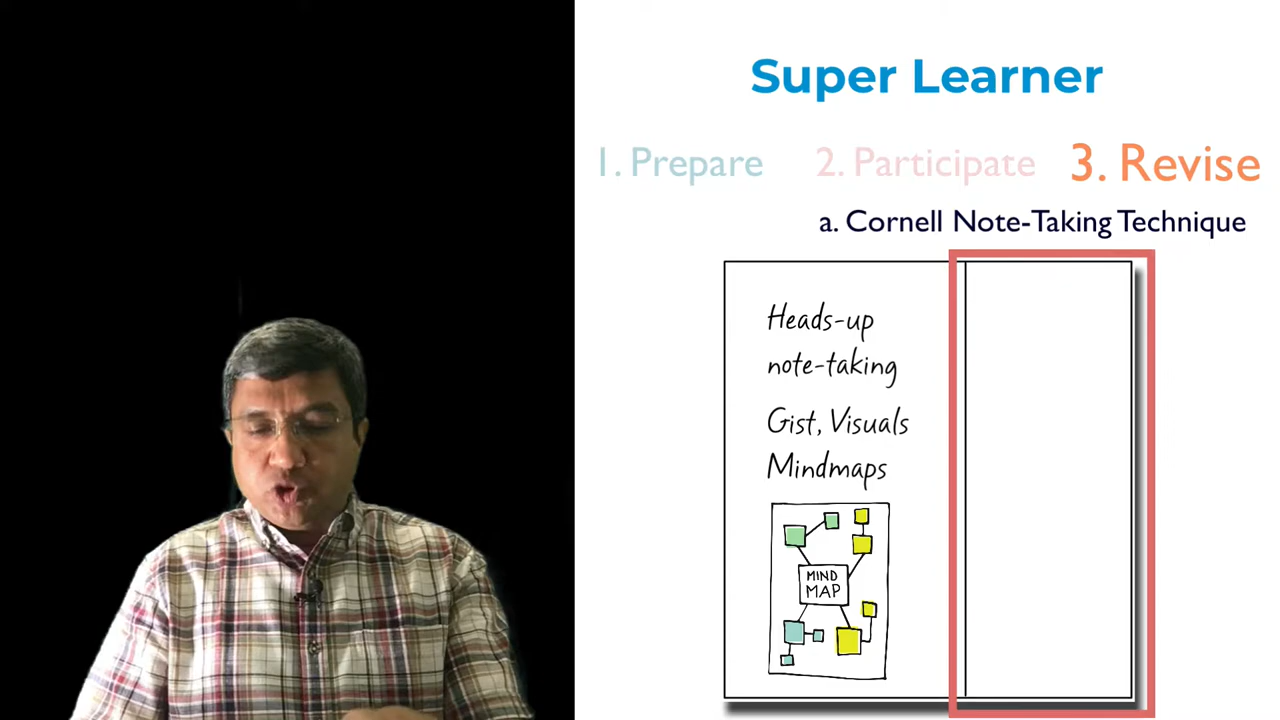 Super Learner
1. Prepare
2. Participate
3. Revise
a. Cornell Note-Taking Technique
Heads-up
note-taking
Gist, Visuals
Mindmaps
MIND
MAP